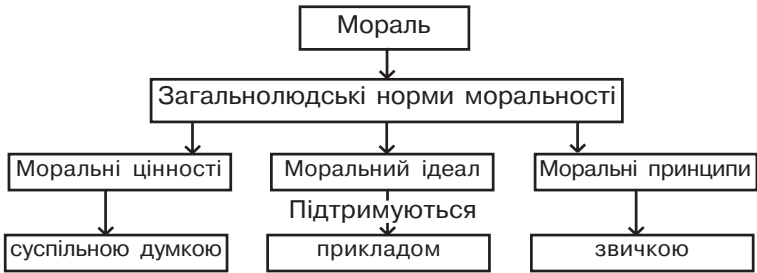 Мораль
Загальнолюдські норми моральності
Моральні цінності
Моральний ідеал
Моральні принципи
Підтримуються
суспільною думкою
прикладом
звичкою